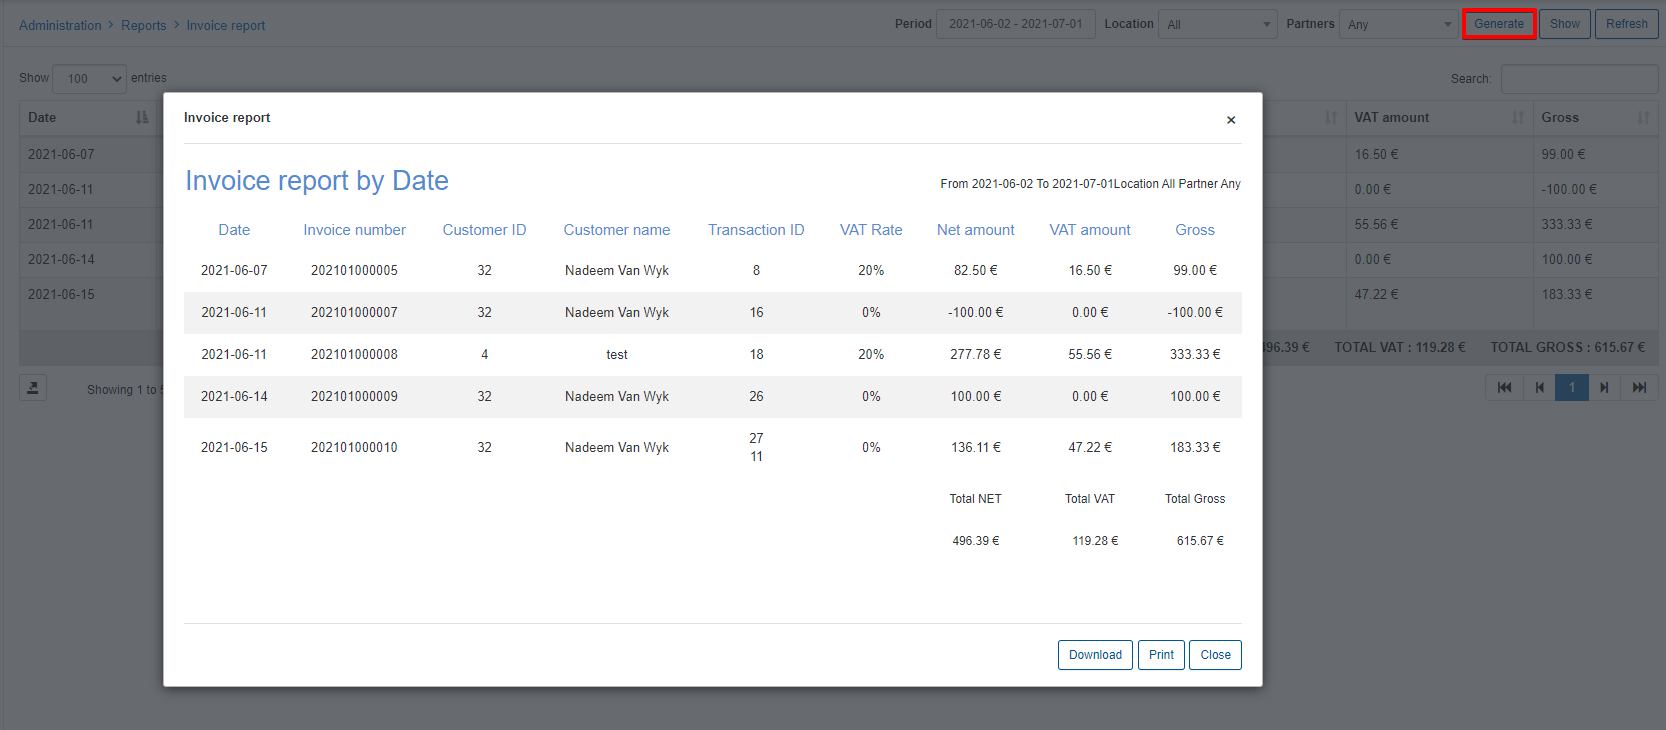 Administration > Reports > Invoice report Period 2021-06-02 - 2021-07-01 Location All Partners Any Generate Show Refresh
Show 100 entries Search:
Date VAT amount Gross
2021-06-07 16.50 € 99.00 €
2021-06-11 0.00 € -100.00 €
2021-06-11 55.56 € 333.33 €
2021-06-14 0.00 € 100.00 €
2021-06-15 47.22 € 183.33 €
496.39 € TOTAL VAT : 119.28 € TOTAL GROSS : 615.67 €
Showing 1 to 1
Invoice report ×
Invoice report by Date
From 2021-06-02 To 2021-07-01Location All Partner Any
Date Invoice number Customer ID Customer name Transaction ID VAT Rate Net amount VAT amount Gross
2021-06-07 202101000005 32 Nadeem Van Wyk 8 20% 82.50 € 16.50 € 99.00 €
2021-06-11 202101000007 32 Nadeem Van Wyk 16 0% -100.00 € 0.00 € -100.00 €
2021-06-11 202101000008 4 test 18 20% 277.78 € 55.56 € 333.33 €
2021-06-14 202101000009 32 Nadeem Van Wyk 26 0% 100.00 € 0.00 € 100.00 €
2021-06-15 202101000010 32 Nadeem Van Wyk 27 0% 136.11 € 47.22 € 183.33 €
11
Total NET Total VAT Total Gross
496.39 € 119.28 € 615.67 €
Download Print Close